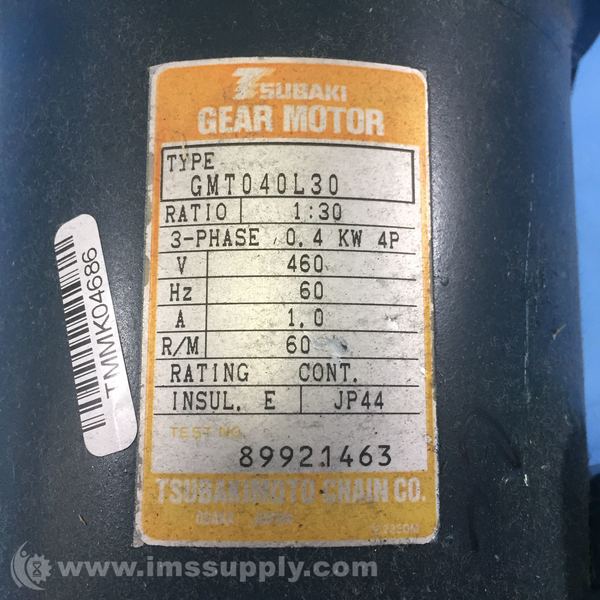 TSUBAKI
GEAR MOTOR
TYPE
GMT040L30
RATIO 1:30
3-PHASE 0.4 KW 4P
V 460
Hz 60
A 1.0
R/M 60
RATING CONT.
INSUL. E JP44
TEST NO.
89921463
TSUBAKIMOTO CHAIN CO.
OSAKA JAPAN
TMMK04686
www.imssupply.com